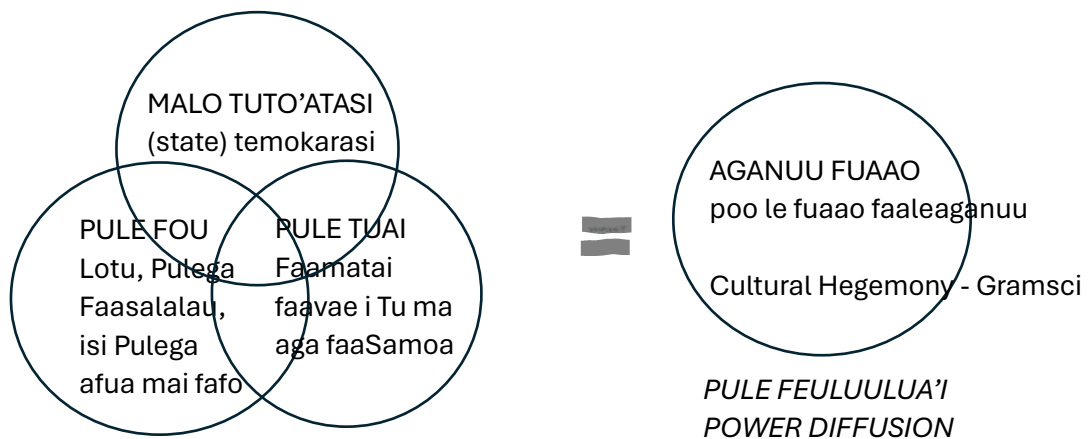 MALO TUTO’ATASI
(state) temokarasi
PULE FOU
Lotu, Pulega
Faasalalau,
isi Pulega
afua mai fafo
PULE TUAI
Faamatai
faavae i Tu ma
aga faaSamoa
AGANUU FUAAO
poo le fuaao faaleaganuu
Cultural Hegemony - Gramsci
PULE FEULUULUA’I
POWER DIFFUSION